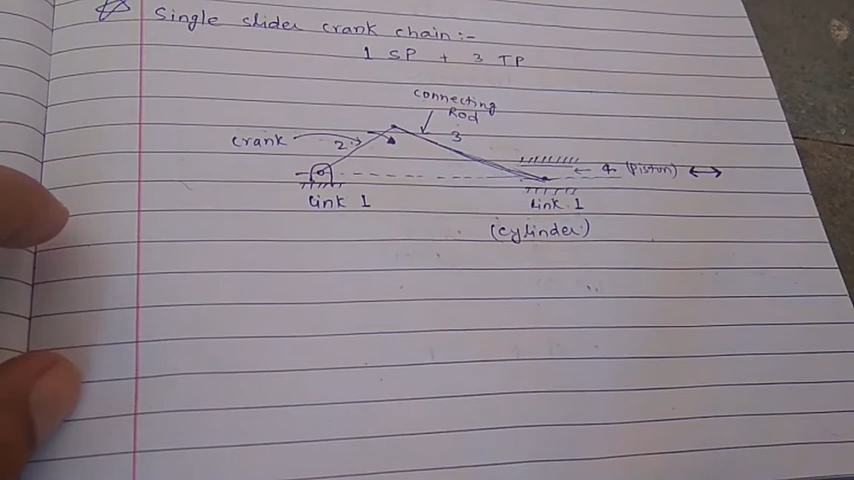 Single slider crank chain:-
1 SP + 3 TP
connecting
Rod
crank 2 3
4 (Piston)
Link 1 Link 1
(cylinder)